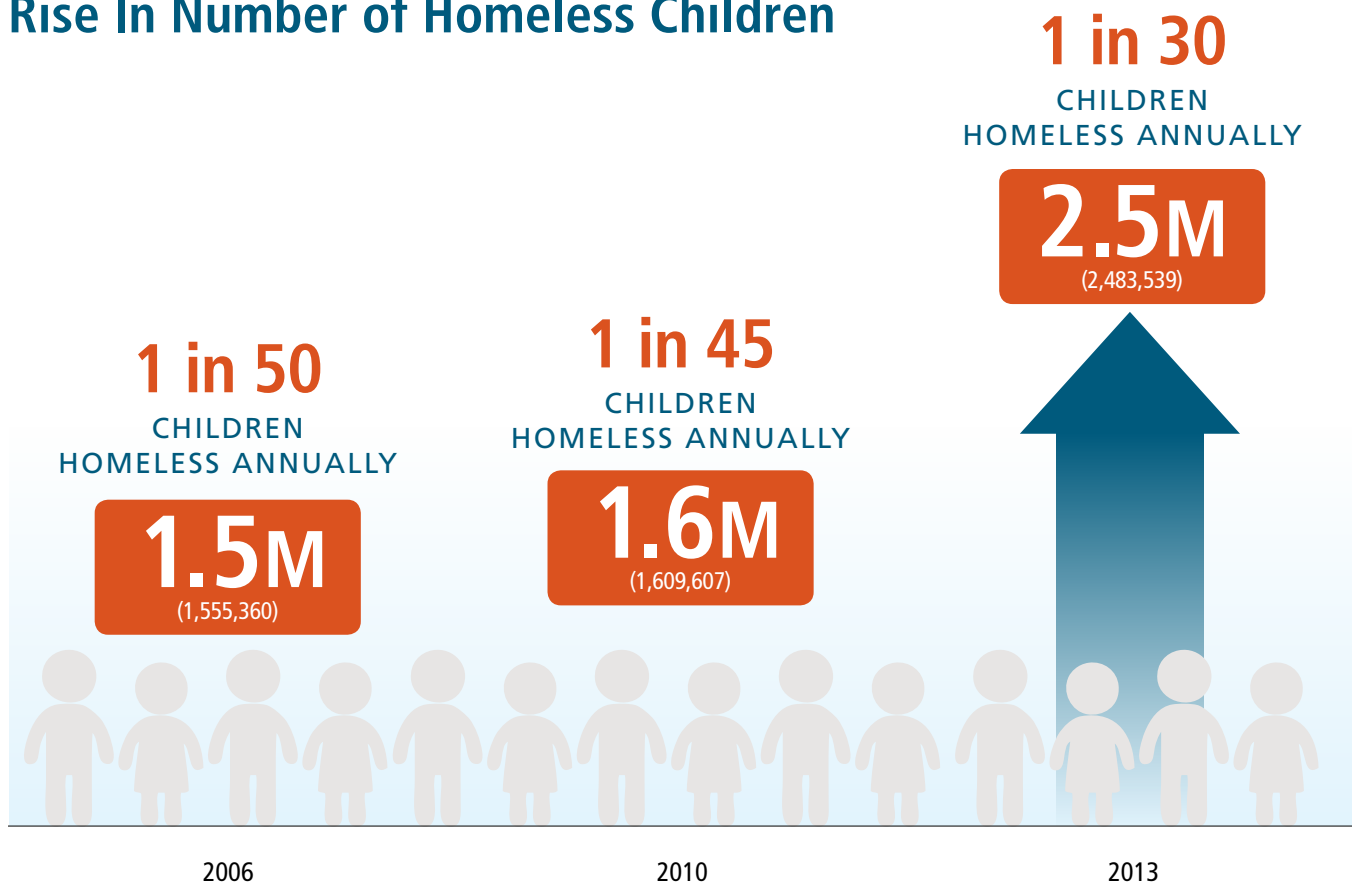 Rise In Number of Homeless Children
1 in 50
CHILDREN
HOMELESS ANNUALLY
1.5M
(1,555,360)
2006
1 in 45
CHILDREN
HOMELESS ANNUALLY
1.6M
(1,609,607)
2010
1 in 30
CHILDREN
HOMELESS ANNUALLY
2.5M
(2,483,539)
2013